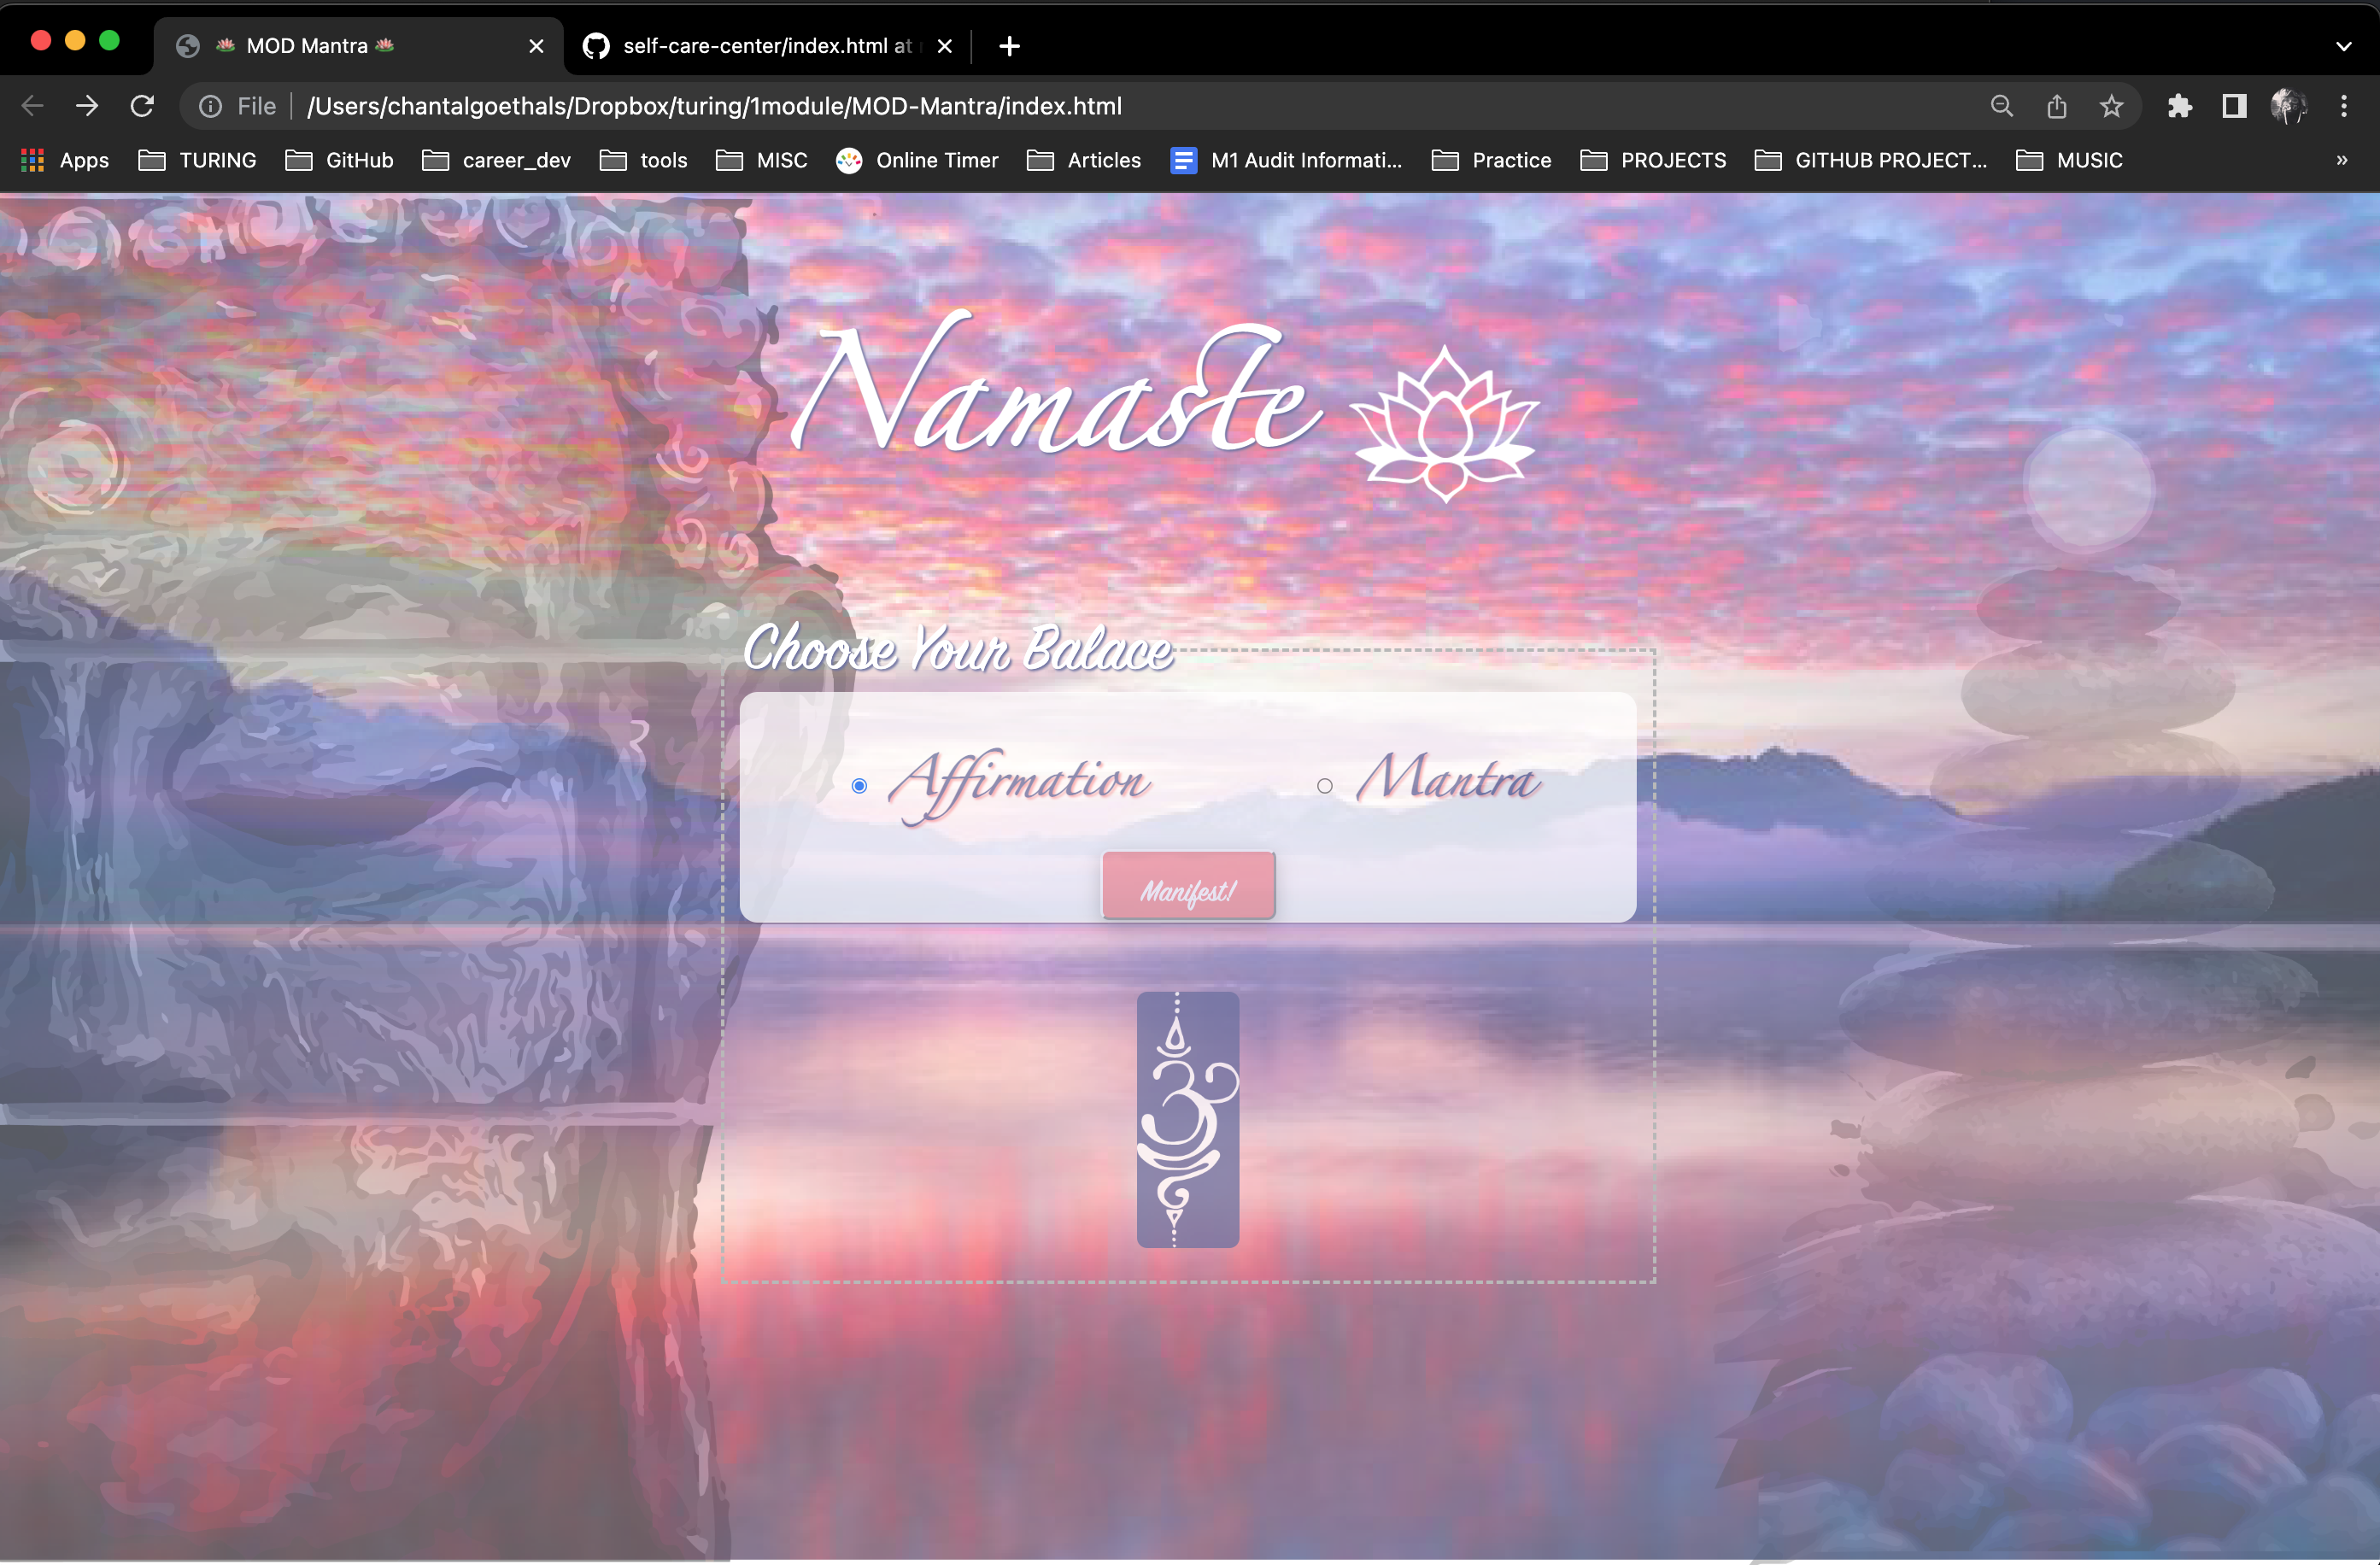 🪷 MOD Mantra 🪷
self-care-center/index.html at
File /Users/chantalgoethals/Dropbox/turing/1module/MOD-Mantra/index.html
Apps TURING GitHub career_dev tools MISC Online Timer Articles M1 Audit Informati... Practice PROJECTS GITHUB PROJECT... MUSIC »
Namaste
Choose Your Balace
Affirmation Mantra
Manifest!